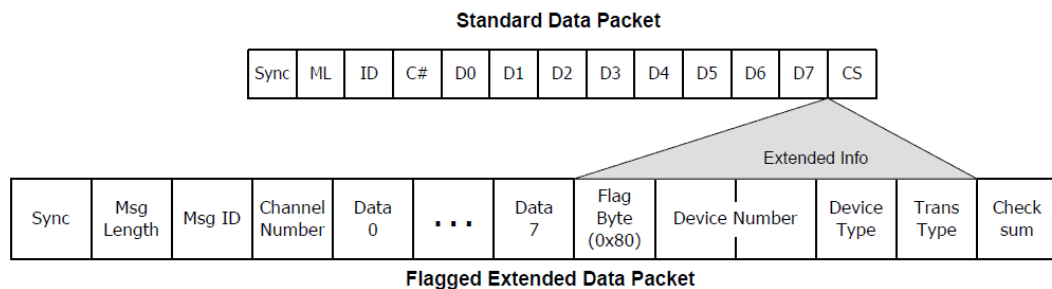 Standard Data Packet
Sync ML ID C# D0 D1 D2 D3 D4 D5 D6 D7 CS
Extended Info
Sync Msg Length Msg ID Channel Number Data 0 ... Data 7 Flag Byte (0x80) Device Number Device Type Trans Type Check sum
Flagged Extended Data Packet